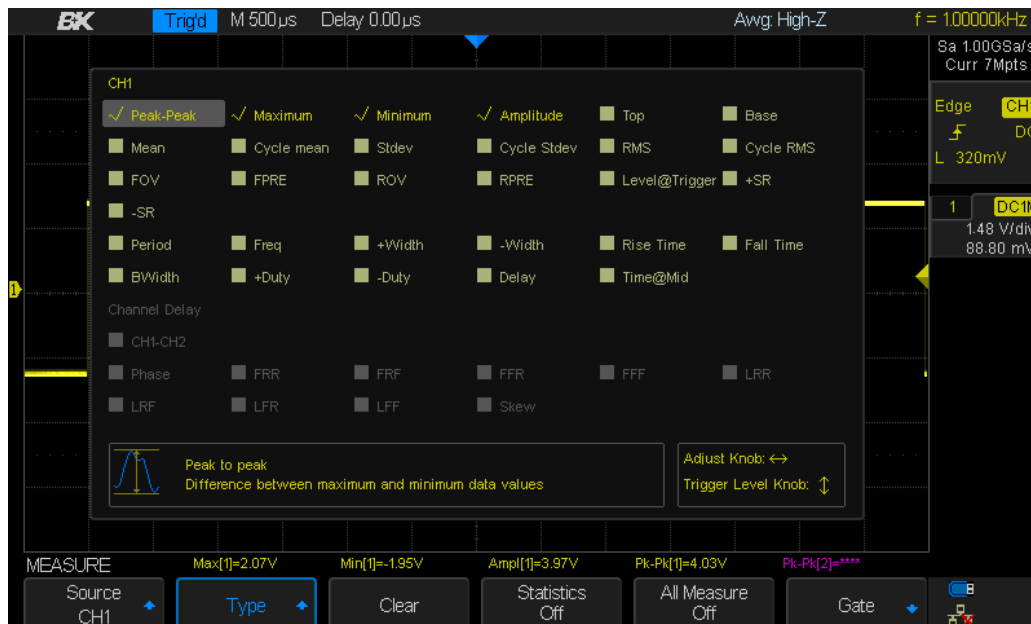 BK Trig'd M 500µs Delay 0.00µs Awg: High-Z f = 1.00000kHz
Sa 1.00GSa/s
Curr 7Mpts
CH1
✓ Peak-Peak ✓ Maximum ✓ Minimum ✓ Amplitude Top Base
Mean Cycle mean Stdev Cycle Stdev RMS Cycle RMS
FOV FPRE ROV RPRE Level@Trigger +SR
-SR
Period Freq +Width -Width Rise Time Fall Time
BWidth +Duty -Duty Delay Time@Mid
Channel Delay
CH1-CH2
Phase FRR FRF FFR FFF LRR
LRF LFR LFF Skew
Peak to peak
Difference between maximum and minimum data values
Adjust Knob: ↔
Trigger Level Knob: ↕
1
Edge CH
DC
L 320mV
1 DC1M
1.48 V/div
88.80 mV
MEASURE Max[1]=2.07V Min[1]=-1.95V Ampl[1]=3.97V Pk-Pk[1]=4.03V Pk-Pk[2]=****
Source
CH1
Type
Clear
Statistics
Off
All Measure
Off
Gate